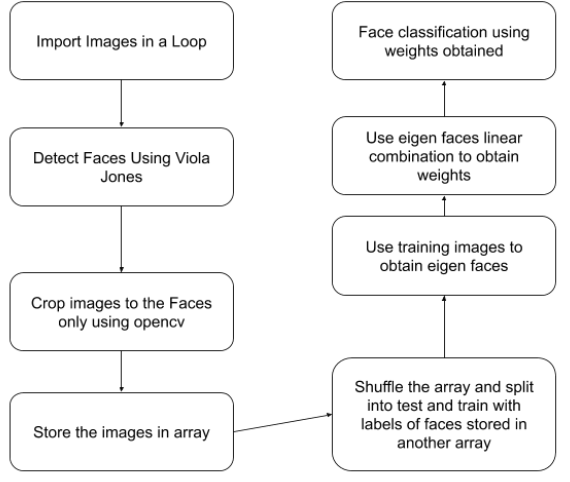 Import Images in a Loop
Detect Faces Using Viola
Jones
Crop images to the Faces
only using opencv
Store the images in array
Shuffle the array and split
into test and train with
labels of faces stored in
another array
Use training images to
obtain eigen faces
Use eigen faces linear
combination to obtain
weights
Face classification using
weights obtained